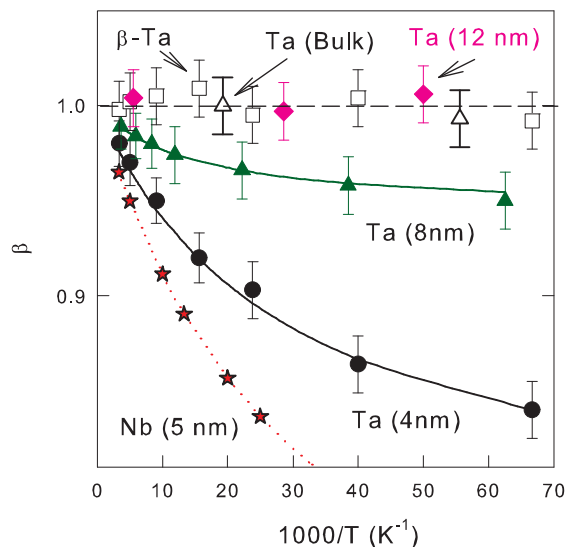 β-Ta
Ta (Bulk)
Ta (12 nm)
1.0
Ta (8nm)
β
0.9
Nb (5 nm)
Ta (4nm)
0 10 20 30 40 50 60 70
1000/T (K⁻¹)